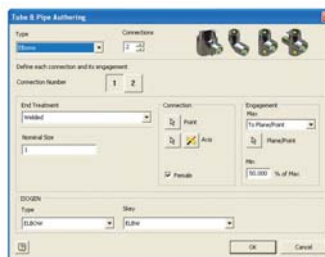 Tube & Pipe Authoring
Type
Connections
Elbows
2
Define each connection and its engagement
Connection Number
1 2
End Treatment
Welded
Nominal Size
1
Connection
Point
Axis
Female
Engagement
Max
To Plane/Point
Plane/Point
Min
50.000 % of Max
ISOGEN
Type
Skey
ELBOW
ELBW
? OK Cancel